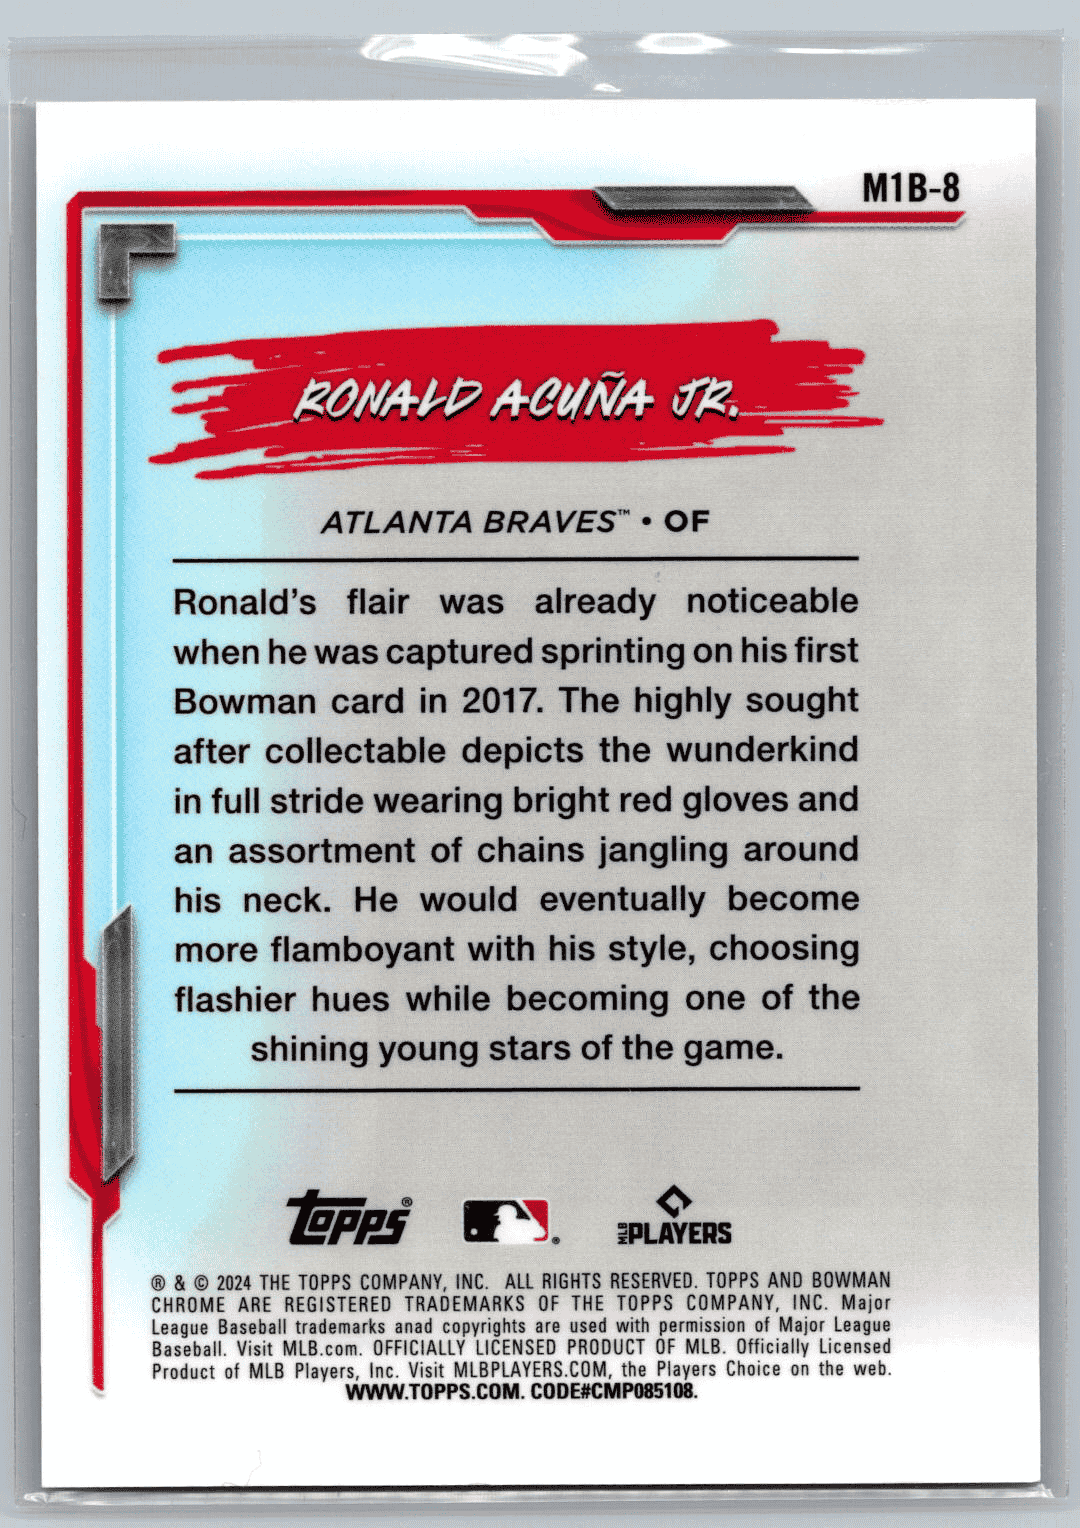 M1B-8
RONALD ACUÑA JR.
ATLANTA BRAVES™ • OF
Ronald's flair was already noticeable
when he was captured sprinting on his first
Bowman card in 2017. The highly sought
after collectable depicts the wunderkind
in full stride wearing bright red gloves and
an assortment of chains jangling around
his neck. He would eventually become
more flamboyant with his style, choosing
flashier hues while becoming one of the
shining young stars of the game.
topps® ® MLB PLAYERS
® & © 2024 THE TOPPS COMPANY, INC. ALL RIGHTS RESERVED. TOPPS AND BOWMAN
CHROME ARE REGISTERED TRADEMARKS OF THE TOPPS COMPANY, INC. Major
League Baseball trademarks anad copyrights are used with permission of Major League
Baseball. Visit MLB.com. OFFICIALLY LICENSED PRODUCT OF MLB. Officially Licensed
Product of MLB Players, Inc. Visit MLBPLAYERS.COM, the Players Choice on the web.
WWW.TOPPS.COM. CODE#CMP085108.